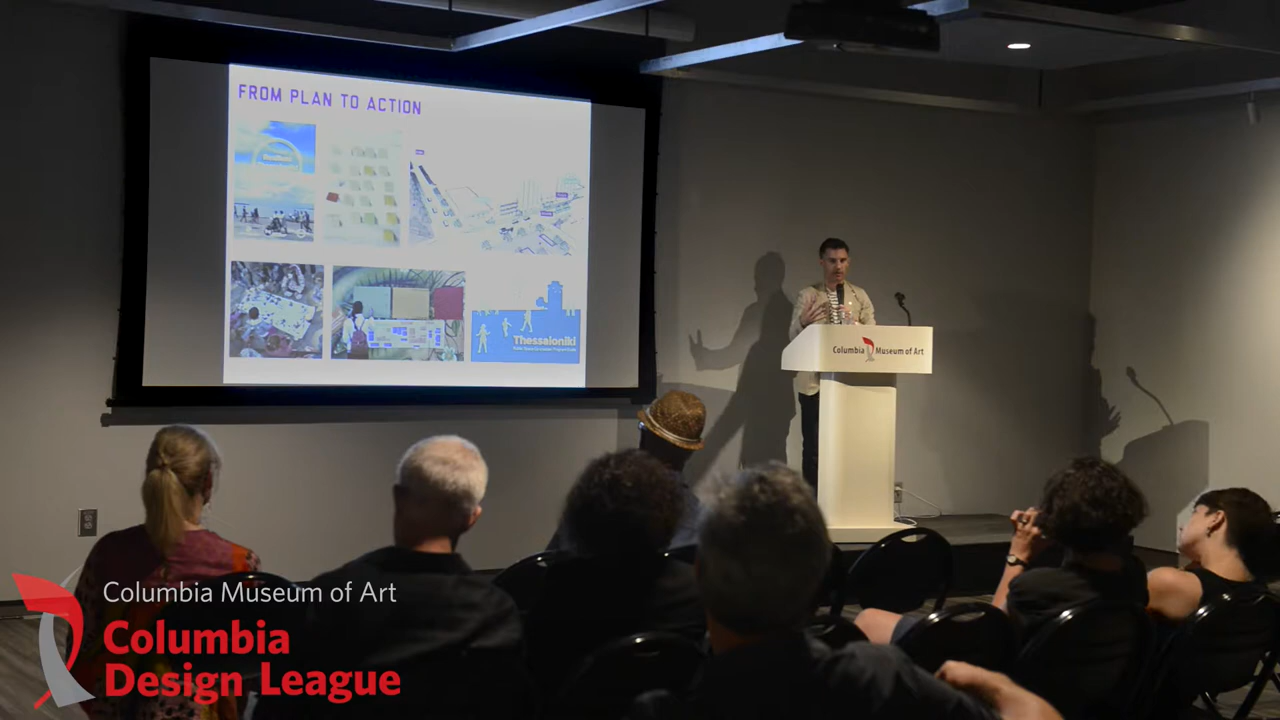 FROM PLAN TO ACTION
Thessaloniki
Columbia Museum of Art
Columbia Museum of Art
Columbia
Design League